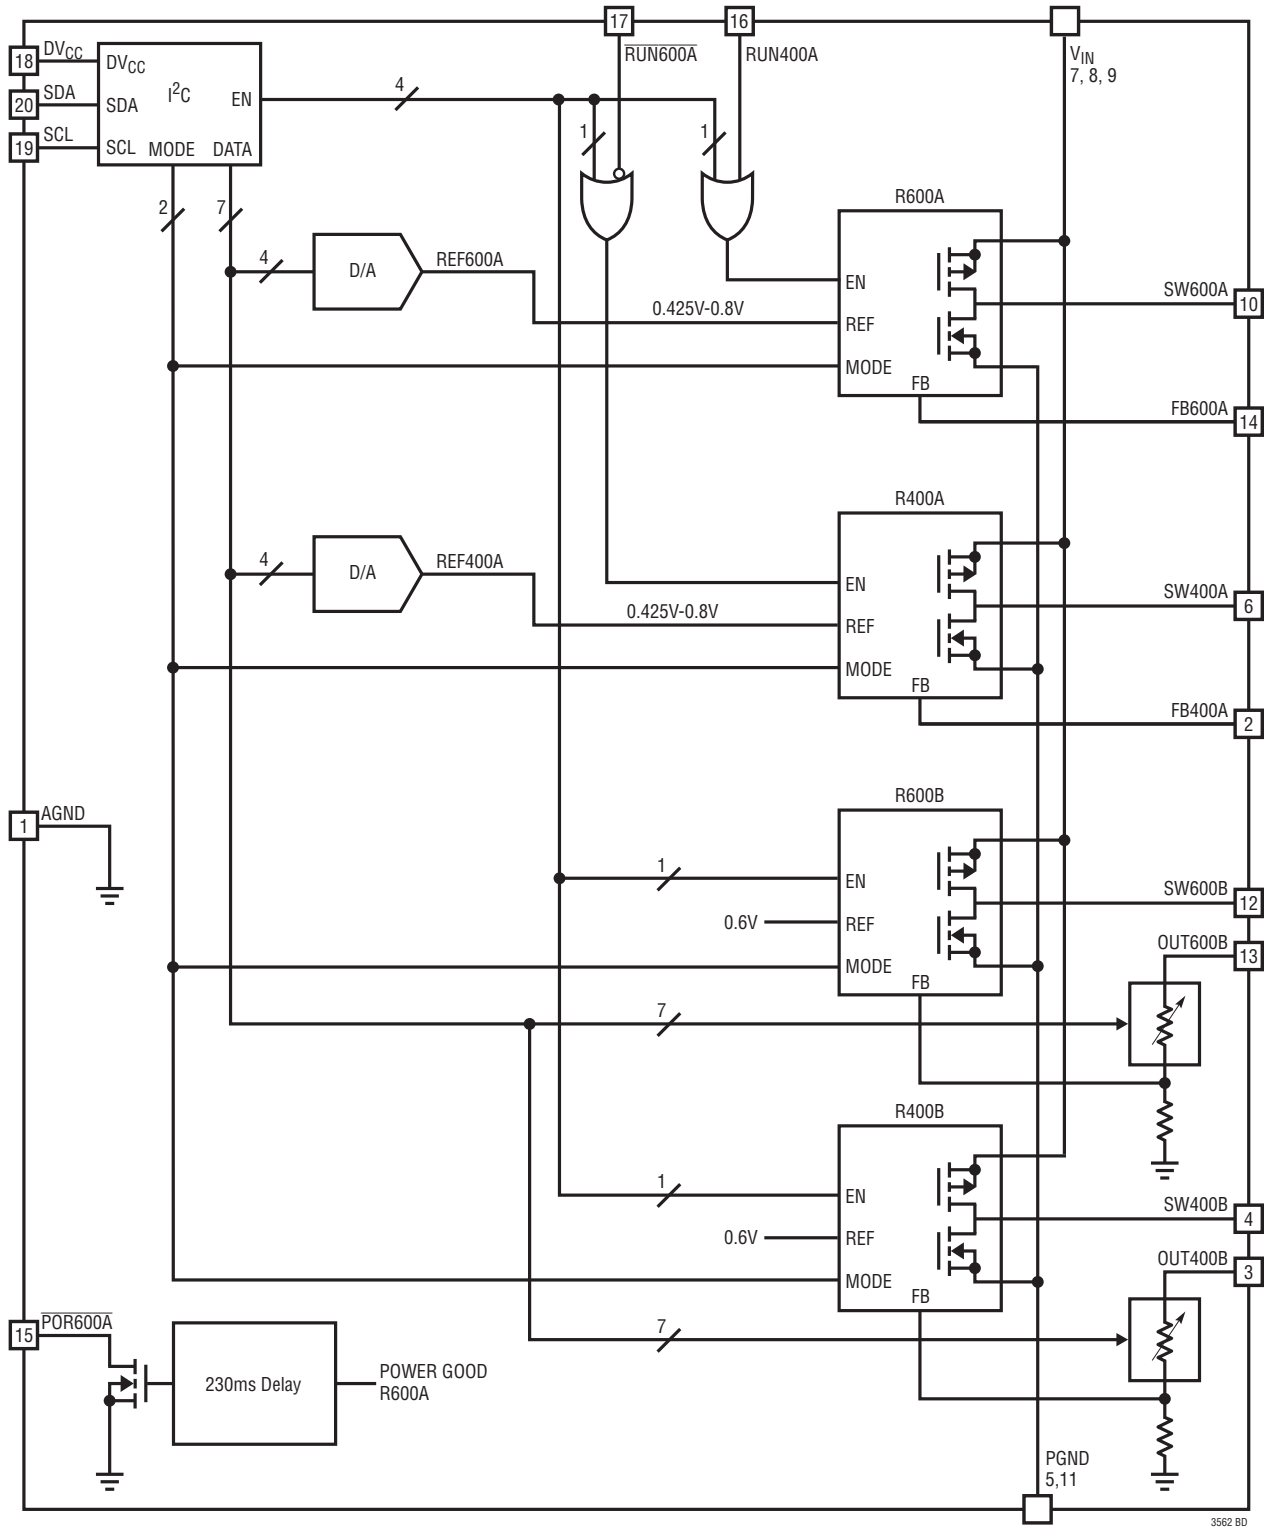 17
16
RUN600A
RUN400A
VIN
7, 8, 9
18
DVCC
20
SDA
19
SCL
DVCC
I2C
SDA
EN
SCL
MODE
DATA
4
1
1
2
7
4
D/A
REF600A
0.425V-0.8V
R600A
EN
REF
MODE
FB
SW600A
10
FB600A
14
4
D/A
REF400A
0.425V-0.8V
R400A
EN
REF
MODE
FB
SW400A
6
FB400A
2
1
AGND
R600B
1
EN
0.6V
REF
MODE
FB
SW600B
12
OUT600B
13
7
R400B
1
EN
0.6V
REF
MODE
FB
SW400B
4
OUT400B
3
7
15
POR600A
230ms Delay
POWER GOOD
R600A
PGND
5,11
3562 BD